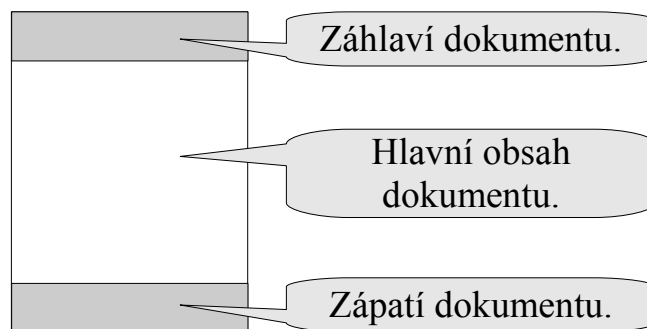 Záhlaví dokumentu.
Hlavní obsah
dokumentu.
Zápatí dokumentu.